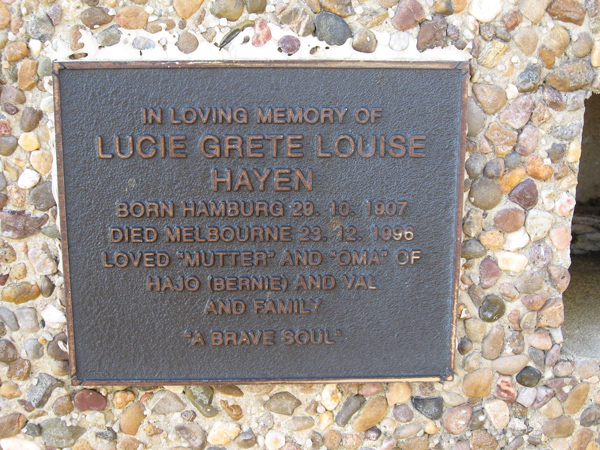 IN LOVING MEMORY OF
LUCIE GRETE LOUISE
HAYEN
BORN HAMBURG 29. 10. 1907
DIED MELBOURNE 23. 12. 1996
LOVED "MUTTER" AND "OMA" OF
HAJO (BERNIE) AND VAL
AND FAMILY
"A BRAVE SOUL"